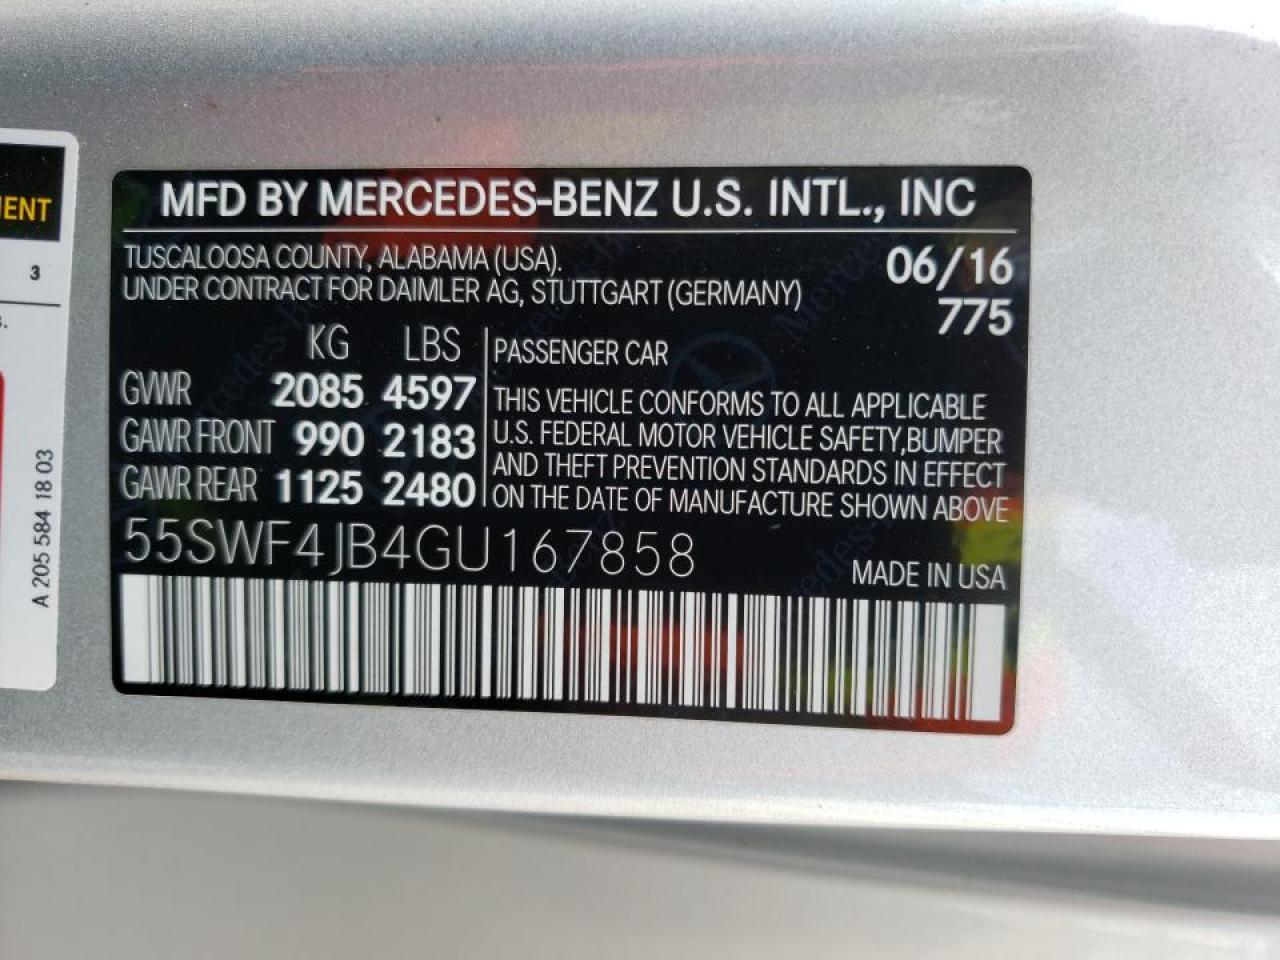 MFD BY MERCEDES-BENZ U.S. INTL., INC
TUSCALOOSA COUNTY, ALABAMA (USA).
UNDER CONTRACT FOR DAIMLER AG, STUTTGART (GERMANY)
06/16
775
KG LBS
GVWR 2085 4597
GAWR FRONT 990 2183
GAWR REAR 1125 2480
PASSENGER CAR
THIS VEHICLE CONFORMS TO ALL APPLICABLE
U.S. FEDERAL MOTOR VEHICLE SAFETY,BUMPER
AND THEFT PREVENTION STANDARDS IN EFFECT
ON THE DATE OF MANUFACTURE SHOWN ABOVE
55SWF4JB4GU167858
MADE IN USA
3
A 205 584 18 03